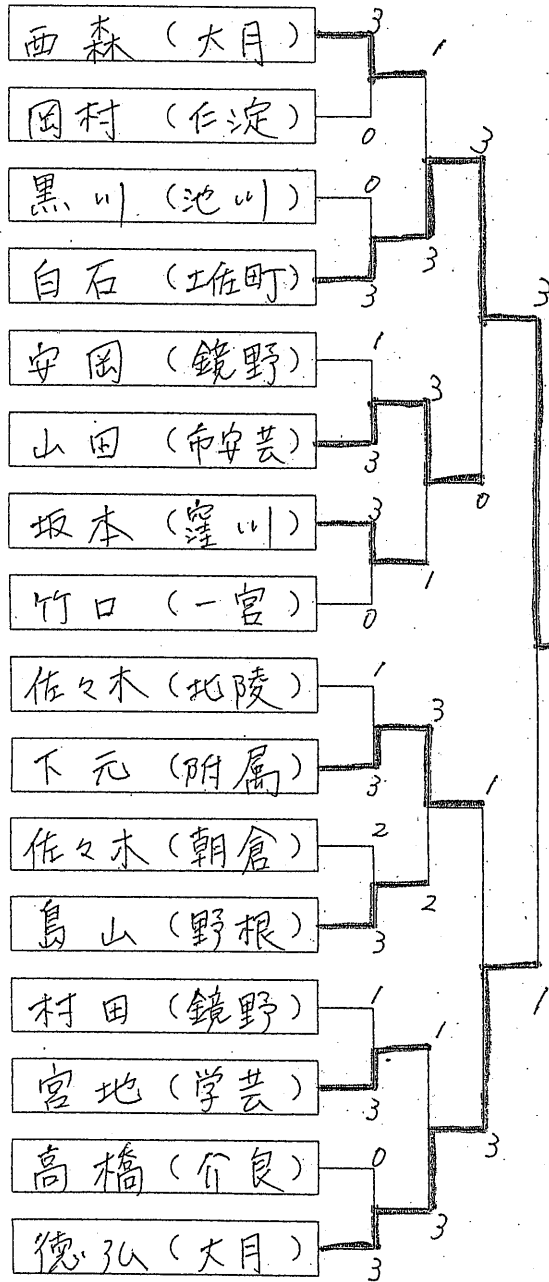 西森（大月）
3
1
岡村（仁淀）
0
3
黒川（池川）
0
白石（土佐町）
3
3
3
安岡（鏡野）
1
3
山田（市安芸）
3
0
坂本（窪川）
3
1
竹口（一宮）
0
佐々木（北陵）
1
3
下元（附属）
3
1
佐々木（朝倉）
2
2
島山（野根）
3
村田（鏡野）
1
1
1
宮地（学芸）
3
3
高橋（介良）
0
3
徳弘（大月）
3